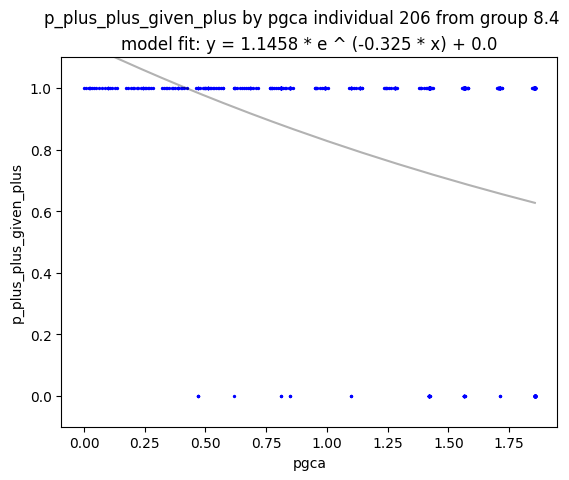 p_plus_plus_given_plus by pgca individual 206 from group 8.4
model fit: y = 1.1458 * e ^ (-0.325 * x) + 0.0
1.0
0.8
0.6
0.4
0.2
0.0
p_plus_plus_given_plus
0.00 0.25 0.50 0.75 1.00 1.25 1.50 1.75
pgca